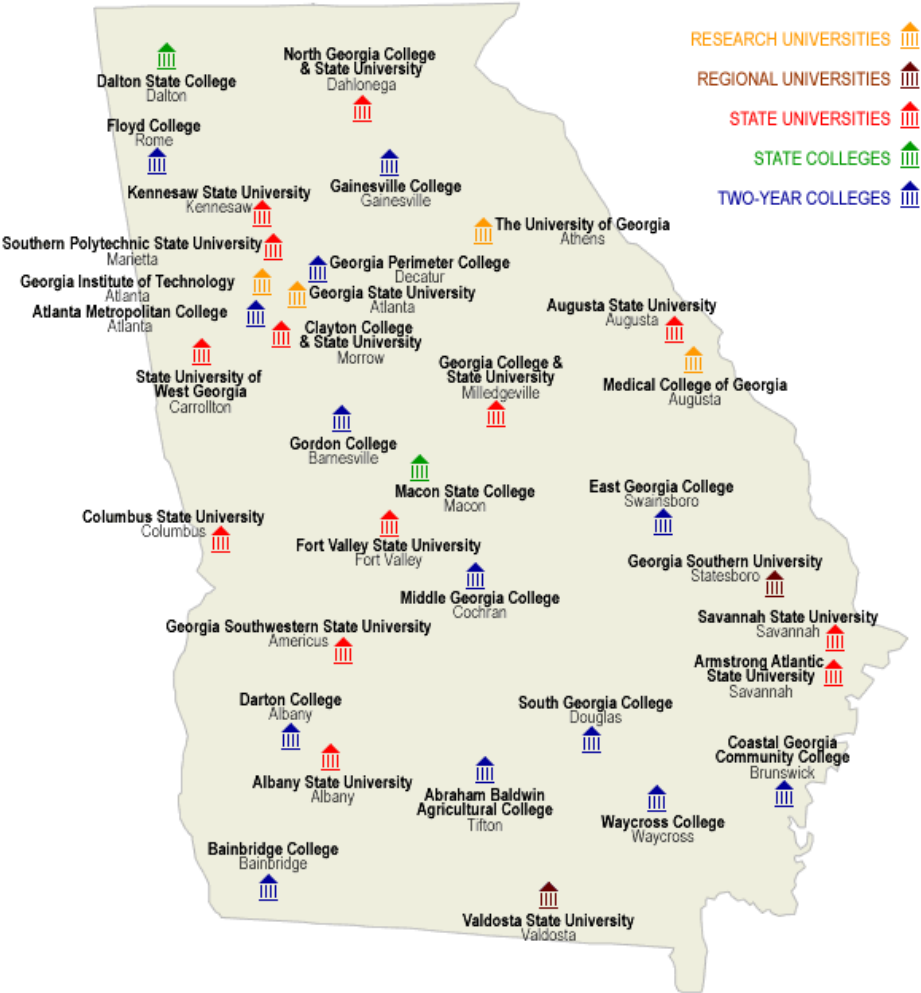 RESEARCH UNIVERSITIES
REGIONAL UNIVERSITIES
STATE UNIVERSITIES
STATE COLLEGES
TWO-YEAR COLLEGES
Dalton State College
Dalton
North Georgia College
& State University
Dahlonega
Floyd College
Rome
Gainesville College
Gainesville
Kennesaw State University
Kennesaw
The University of Georgia
Athens
Southern Polytechnic State University
Marietta
Georgia Perimeter College
Decatur
Georgia Institute of Technology
Atlanta
Georgia State University
Atlanta
Atlanta Metropolitan College
Atlanta
Clayton College
& State University
Morrow
Augusta State University
Augusta
Medical College of Georgia
Augusta
State University of
West Georgia
Carrollton
Georgia College &
State University
Milledgeville
Gordon College
Barnesville
Macon State College
Macon
East Georgia College
Swainsboro
Columbus State University
Columbus
Fort Valley State University
Fort Valley
Georgia Southern University
Statesboro
Middle Georgia College
Cochran
Savannah State University
Savannah
Georgia Southwestern State University
Americus
Armstrong Atlantic
State University
Savannah
Darton College
Albany
South Georgia College
Douglas
Coastal Georgia
Community College
Brunswick
Albany State University
Albany
Abraham Baldwin
Agricultural College
Tifton
Waycross College
Waycross
Bainbridge College
Bainbridge
Valdosta State University
Valdosta